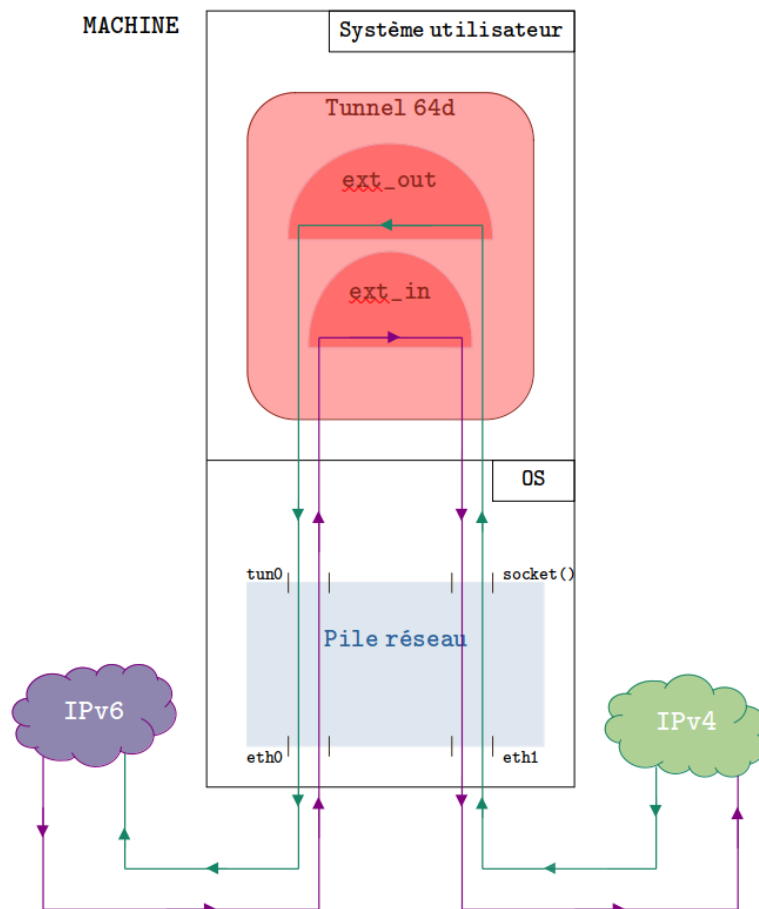 MACHINE
Système utilisateur
Tunnel 64d
ext_out
ext_in
OS
tun0
socket()
Pile réseau
IPv6
IPv4
eth0
eth1